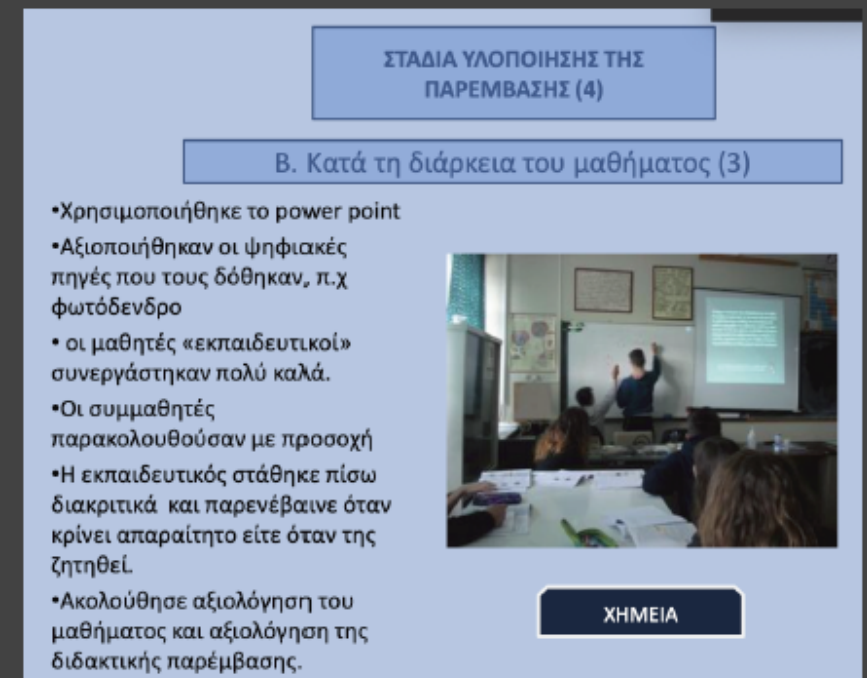 ΣΤΑΔΙΑ ΥΛΟΠΟΙΗΣΗΣ ΤΗΣ
ΠΑΡΕΜΒΑΣΗΣ (4)
Β. Κατά τη διάρκεια του μαθήματος (3)
•Χρησιμοποιήθηκε το power point
•Αξιοποιήθηκαν οι ψηφιακές
πηγές που τους δόθηκαν, π.χ
φωτόδενδρο
• οι μαθητές «εκπαιδευτικοί»
συνεργάστηκαν πολύ καλά.
•Οι συμμαθητές
παρακολουθούσαν με προσοχή
•Η εκπαιδευτικός στάθηκε πίσω
διακριτικά και παρενέβαινε όταν
κρίνει απαραίτητο είτε όταν της
ζητηθεί.
•Ακολούθησε αξιολόγηση του
μαθήματος και αξιολόγηση της
διδακτικής παρέμβασης.
ΧΗΜΕΙΑ